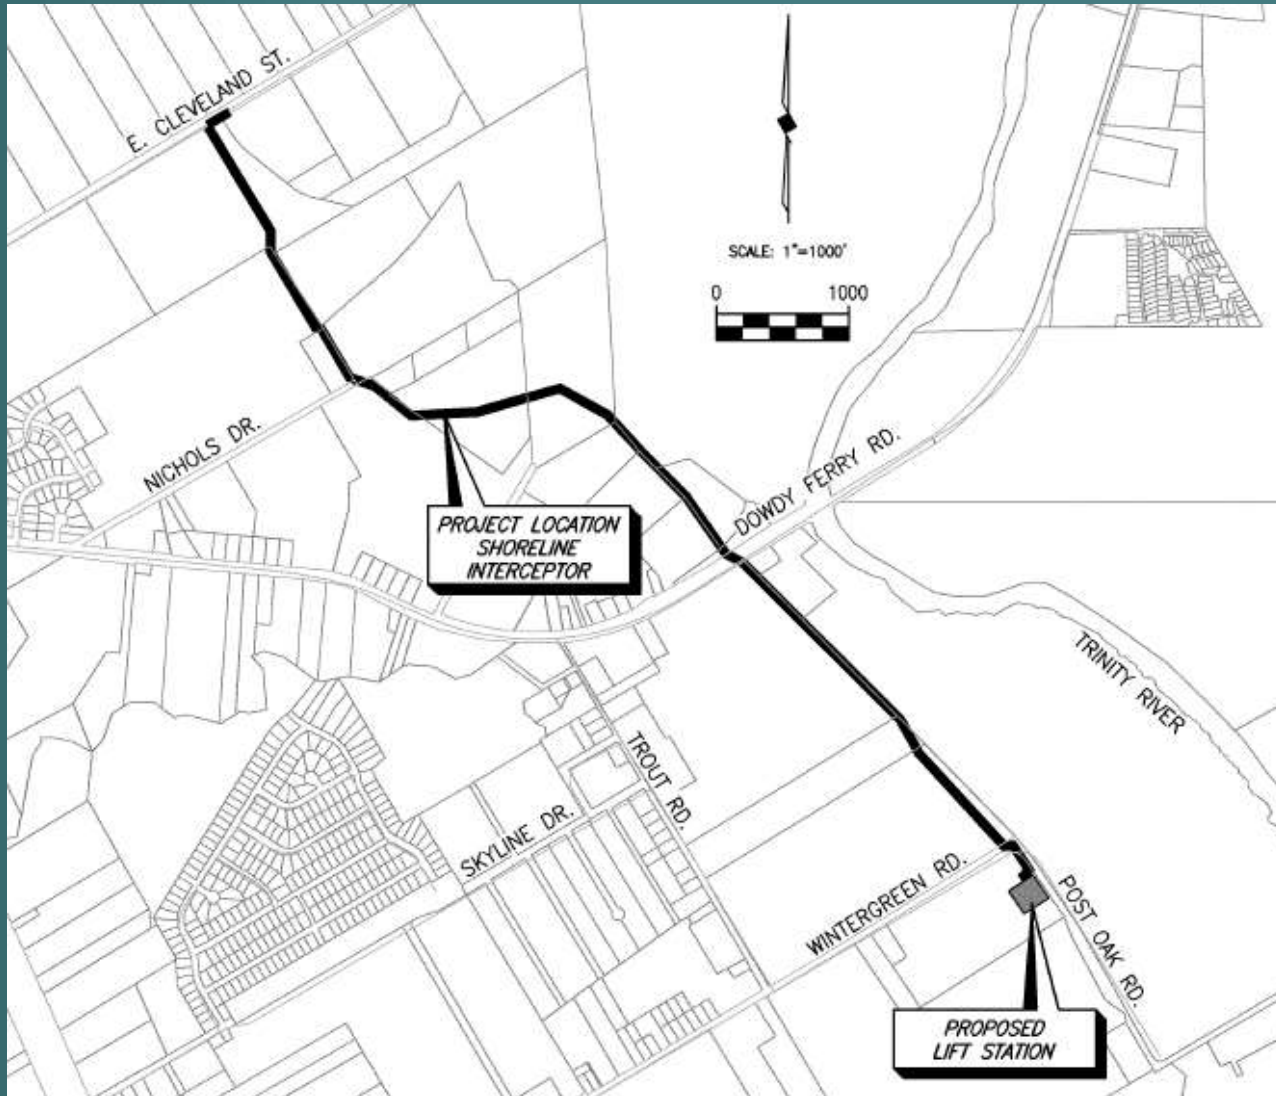 E. CLEVELAND ST.
SCALE: 1"=1000'
0 1000
NICHOLS DR.
DOWDY FERRY RD.
PROJECT LOCATION
SHORELINE
INTERCEPTOR
TRINITY RIVER
TROUT RD.
SKYLINE DR.
WINTERGREEN RD.
POST OAK RD.
PROPOSED
LIFT STATION